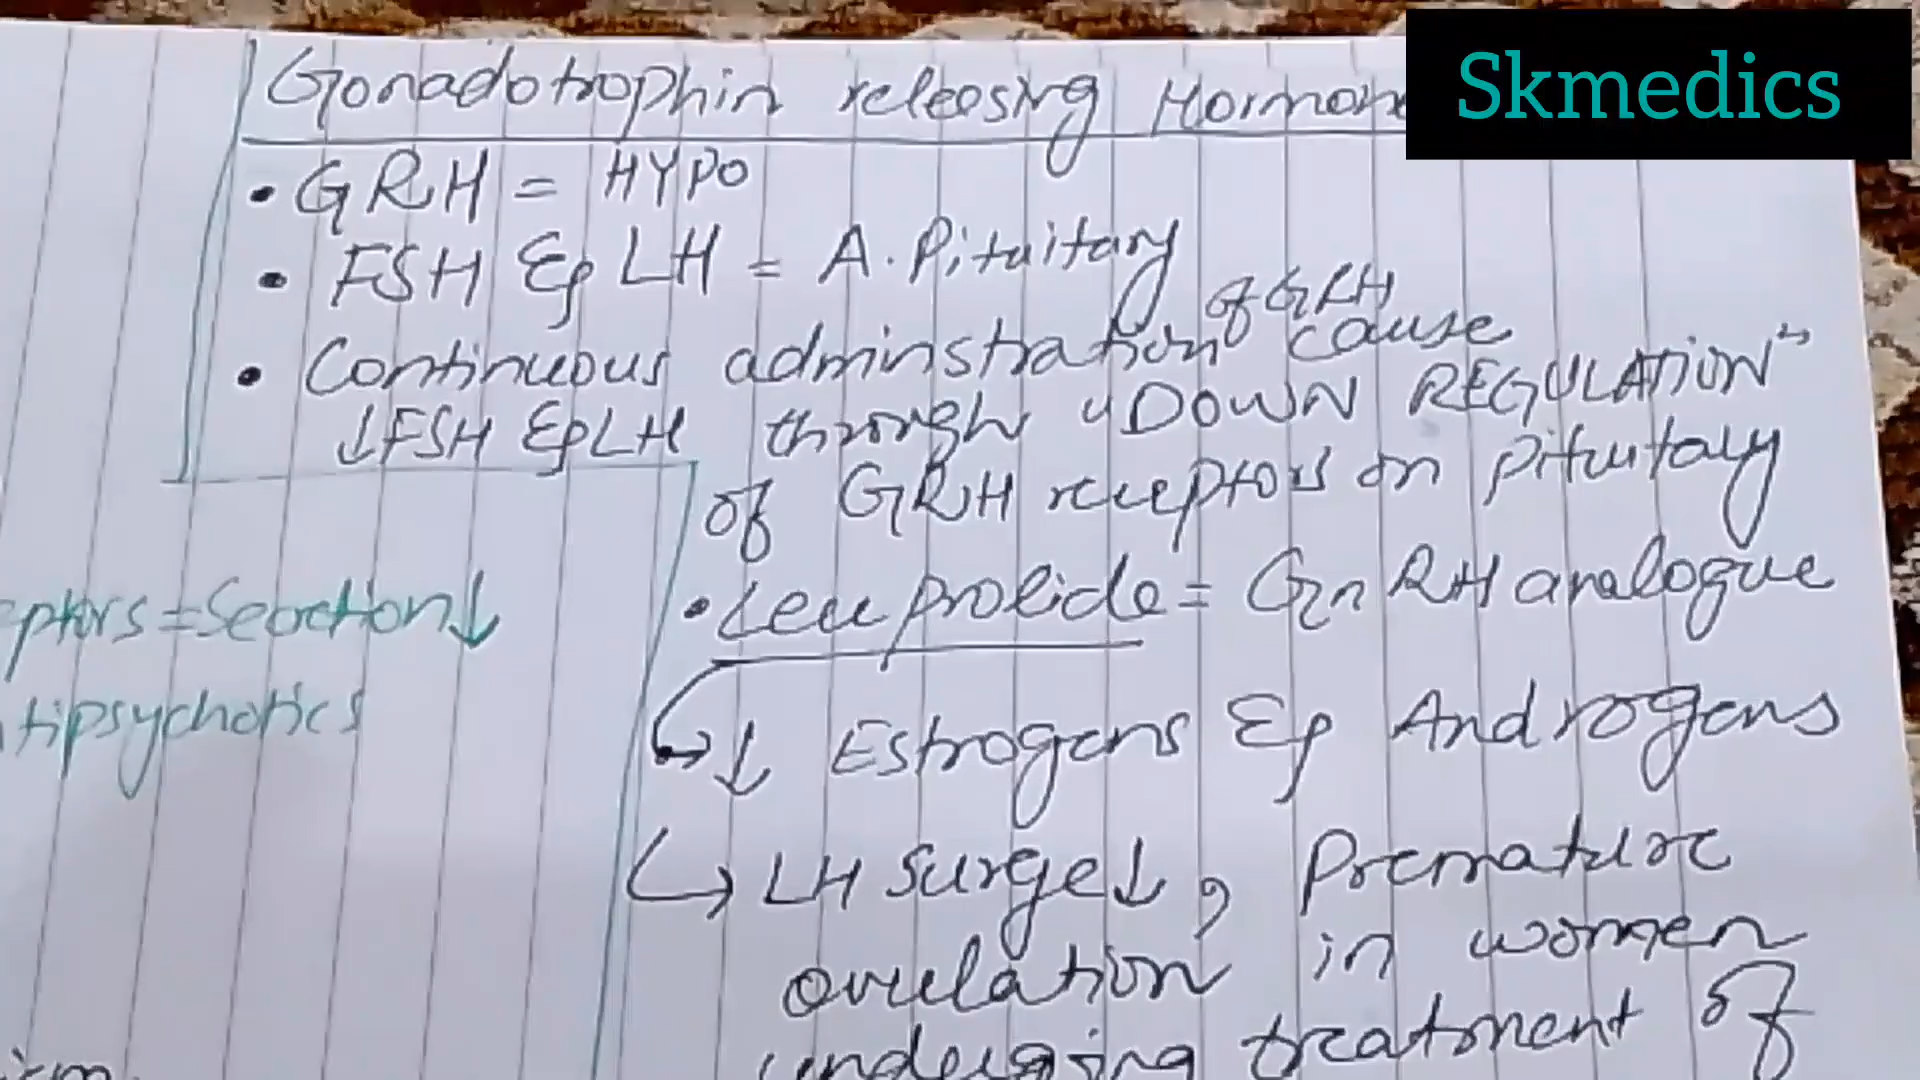 Skmedics
Gonadotrophin releasing Hormone
• GRH = HYPO
• FSH & LH = A. Pituitary
• Continuous adminstration of GRH cause
↓FSH & LH through "DOWN REGULATION"
of GRH receptors on pituitary
• Leuprolide = GnRH analogue
↳ ↓ Estrogens & Androgens
↳ LH surge↓, Premature
ovulation in women
undergoing treatment of
eptors = Secretion↓
tipsychotics